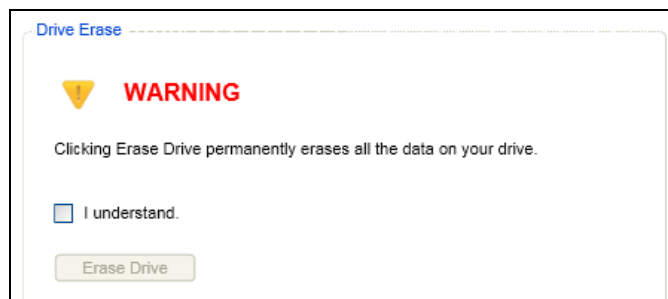 Drive Erase
WARNING
Clicking Erase Drive permanently erases all the data on your drive.
I understand.
Erase Drive